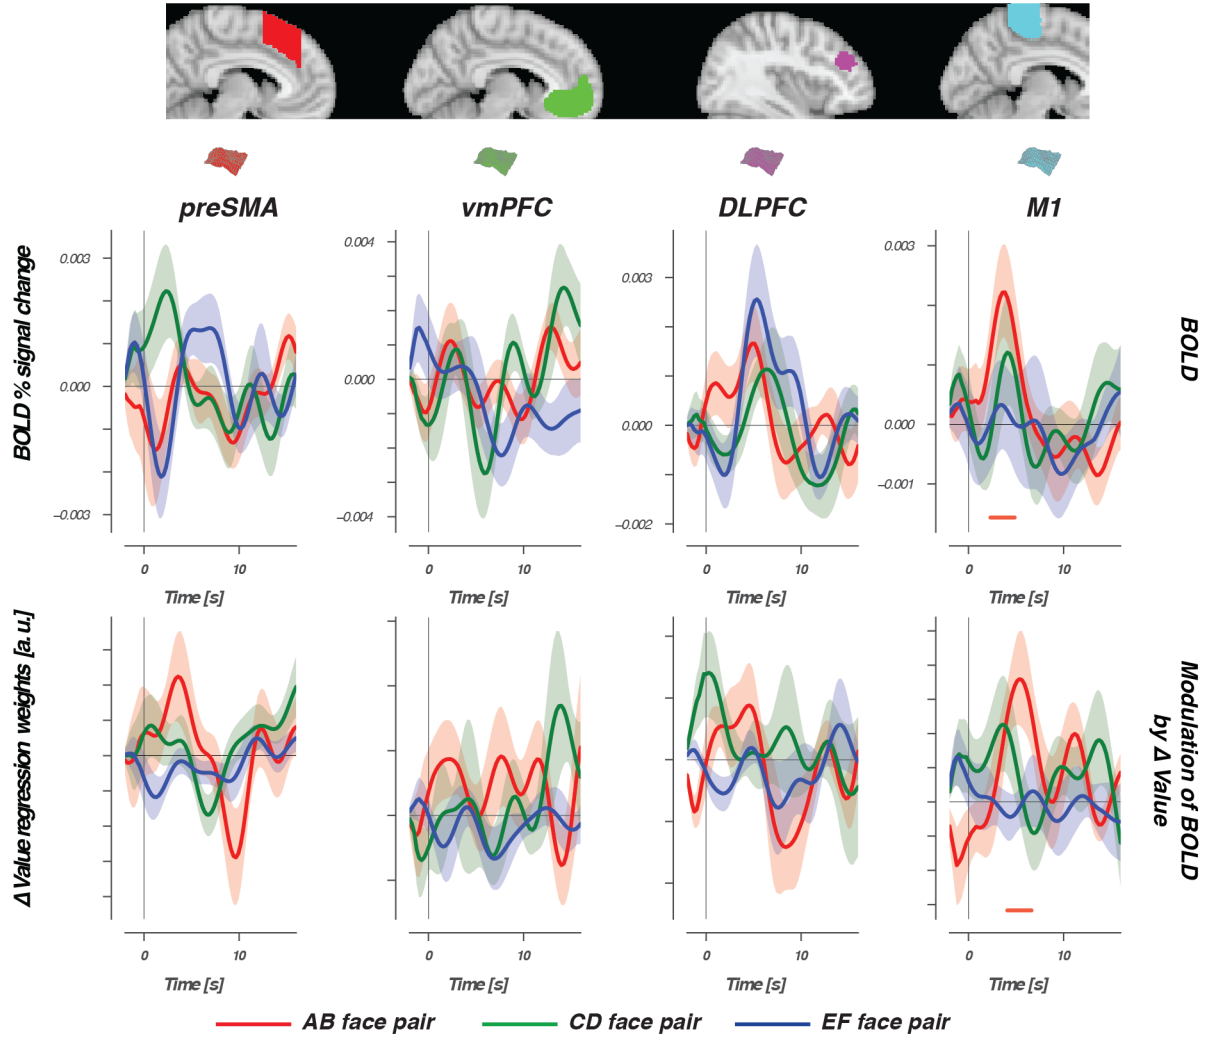 preSMA vmPFC DLPFC M1
BOLD % signal change
0.003
0.000
−0.003
0.004
0.000
−0.004
0.003
0.000
−0.002
0.003
0.000
−0.001
BOLD
0 10 0 10 0 10 0 10
Time [s] Time [s] Time [s] Time [s]
Δ Value regression weights [a.u.]
Modulation of BOLD
by Δ Value
0 10 0 10 0 10 0 10
Time [s] Time [s] Time [s] Time [s]
AB face pair CD face pair EF face pair